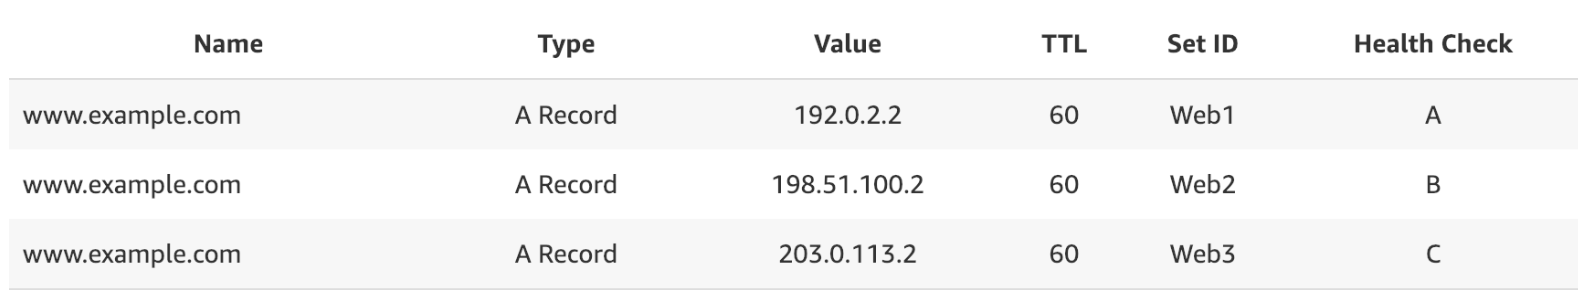 Name Type Value TTL Set ID Health Check
www.example.com A Record 192.0.2.2 60 Web1 A
www.example.com A Record 198.51.100.2 60 Web2 B
www.example.com A Record 203.0.113.2 60 Web3 C